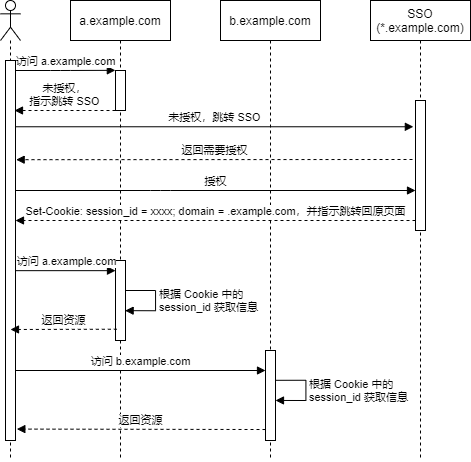 a.example.com
b.example.com
SSO
(*.example.com)
访问 a.example.com
未授权，
指示跳转 SSO
未授权，跳转 SSO
返回需要授权
授权
Set-Cookie: session_id = xxxx; domain = .example.com，并指示跳转回原页面
访问 a.example.com
根据 Cookie 中的
session_id 获取信息
返回资源
访问 b.example.com
根据 Cookie 中的
session_id 获取信息
返回资源